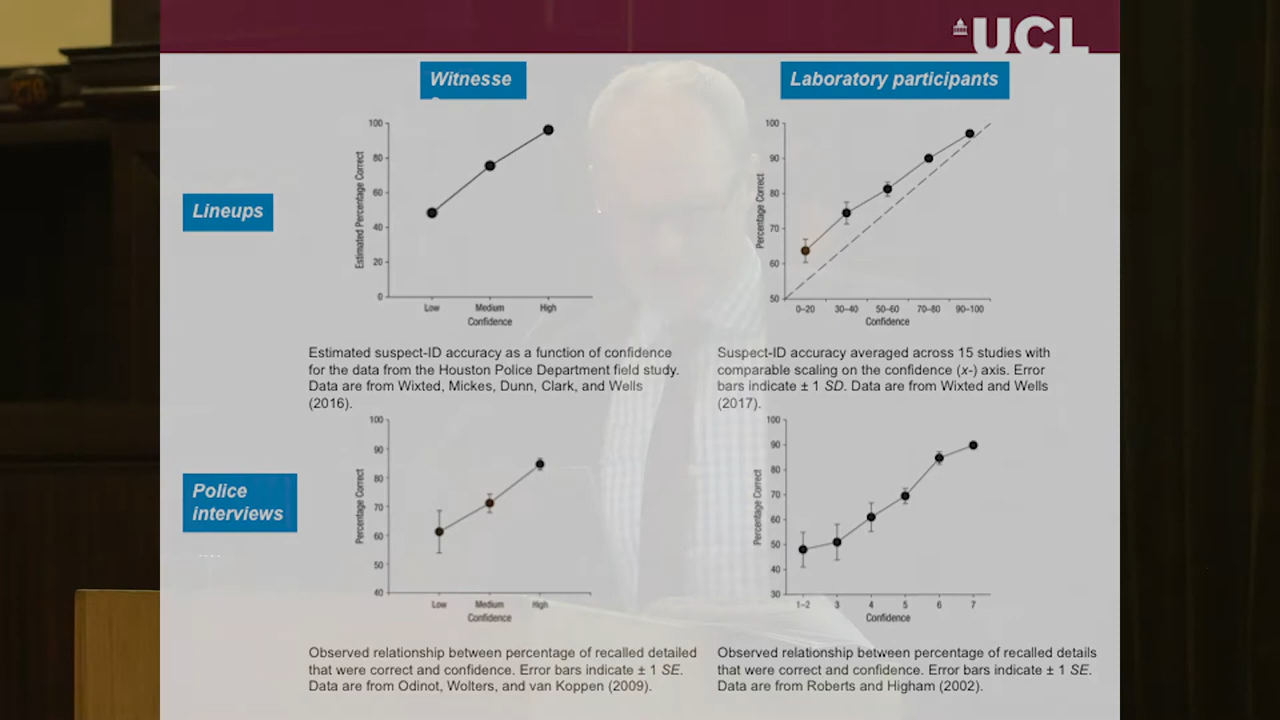 UCL
Witnesse
Laboratory participants
Lineups
100
80
60
40
20
0
Estimated Percentage Correct
Low Medium High
Confidence
100
90
80
70
60
50
Percentage Correct
0–20 30–40 50–60 70–80 90–100
Confidence
Estimated suspect-ID accuracy as a function of confidence
for the data from the Houston Police Department field study.
Data are from Wixted, Mickes, Dunn, Clark, and Wells
(2016).
Suspect-ID accuracy averaged across 15 studies with
comparable scaling on the confidence (x-) axis. Error
bars indicate ± 1 SD. Data are from Wixted and Wells
(2017).
Police
interviews
100
90
80
70
60
50
40
Percentage Correct
Low Medium High
Confidence
100
90
80
70
60
50
40
30
Percentage Correct
1–2 3 4 5 6 7
Confidence
Observed relationship between percentage of recalled detailed
that were correct and confidence. Error bars indicate ± 1 SE.
Data are from Odinot, Wolters, and van Koppen (2009).
Observed relationship between percentage of recalled details
that were correct and confidence. Error bars indicate ± 1 SE.
Data are from Roberts and Higham (2002).